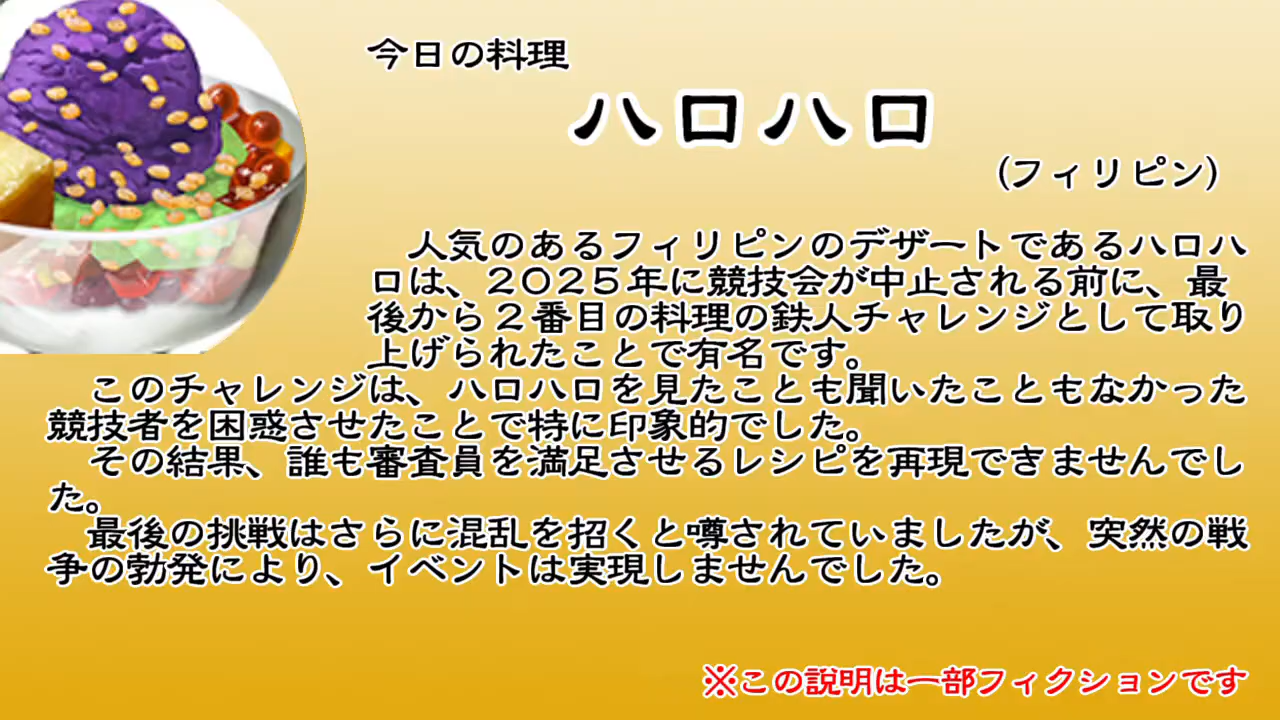 今日の料理
ハロハロ
（フィリピン）
人気のあるフィリピンのデザートであるハロハ
ロは、２０２５年に競技会が中止される前に、最
後から２番目の料理の鉄人チャレンジとして取り
上げられたことで有名です。
このチャレンジは、ハロハロを見たことも聞いたこともなかった
競技者を困惑させたことで特に印象的でした。
その結果、誰も審査員を満足させるレシピを再現できませんでし
た。
最後の挑戦はさらに混乱を招くと噂されていましたが、突然の戦
争の勃発により、イベントは実現しませんでした。
※この説明は一部フィクションです